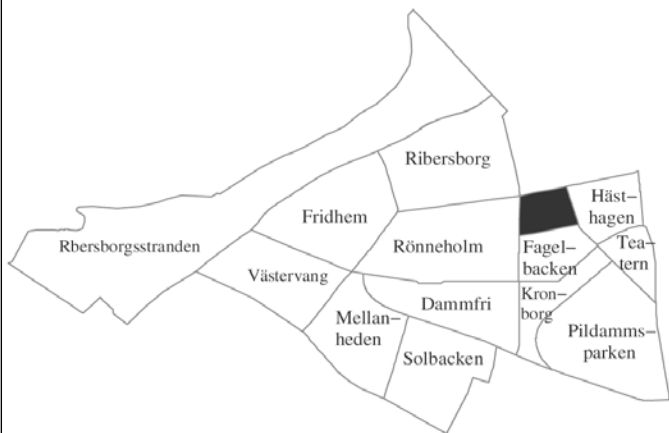 Ribersborg
Häst–
hagen
Fridhem
Rbersborgsstranden
Rönneholm
Fagel–
backen
Tea–
tern
Västervang
Dammfri
Kron–
borg
Mellan–
heden
Pildamms–
parken
Solbacken